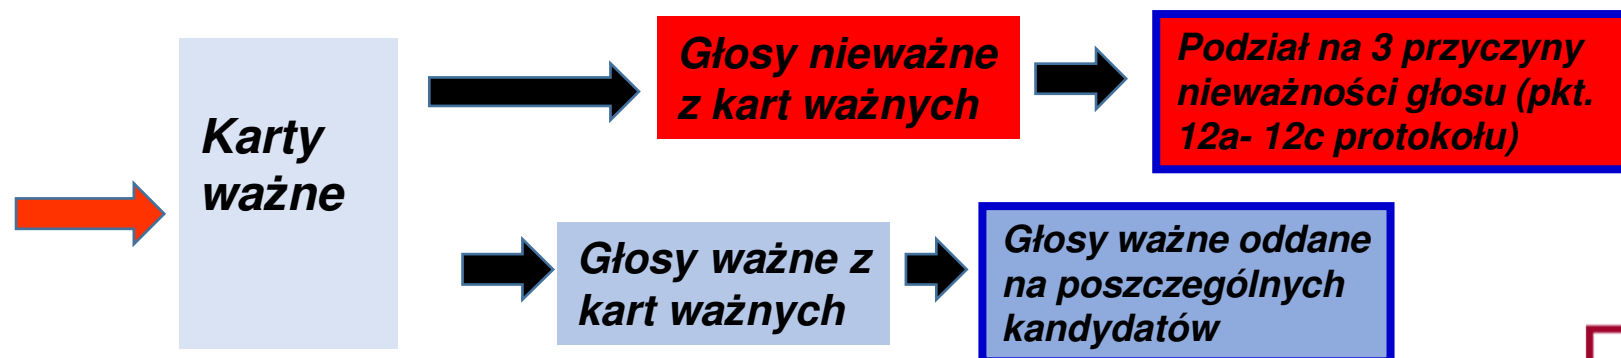 Karty
ważne
Głosy nieważne
z kart ważnych
Podział na 3 przyczyny
nieważności głosu (pkt.
12a- 12c protokołu)
Głosy ważne z
kart ważnych
Głosy ważne oddane
na poszczególnych
kandydatów